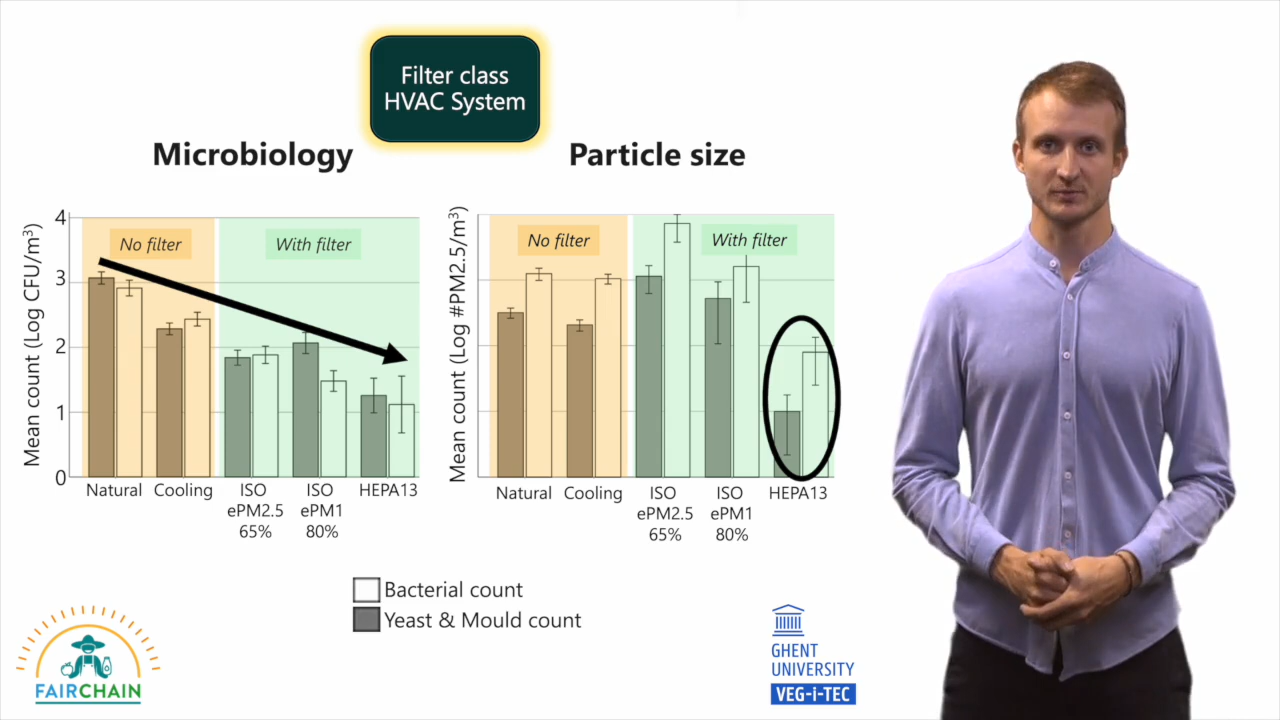 Filter class
HVAC System
Microbiology
Particle size
Mean count (Log CFU/m³)
4
3
2
1
0
No filter
With filter
Natural
Cooling
ISO
ePM2.5
65%
ISO
ePM1
80%
HEPA13
Mean count (Log #PM2.5/m³)
No filter
With filter
Natural
Cooling
ISO
ePM2.5
65%
ISO
ePM1
80%
HEPA13
Bacterial count
Yeast & Mould count
FAIRCHAIN
GHENT
UNIVERSITY
VEG-i-TEC